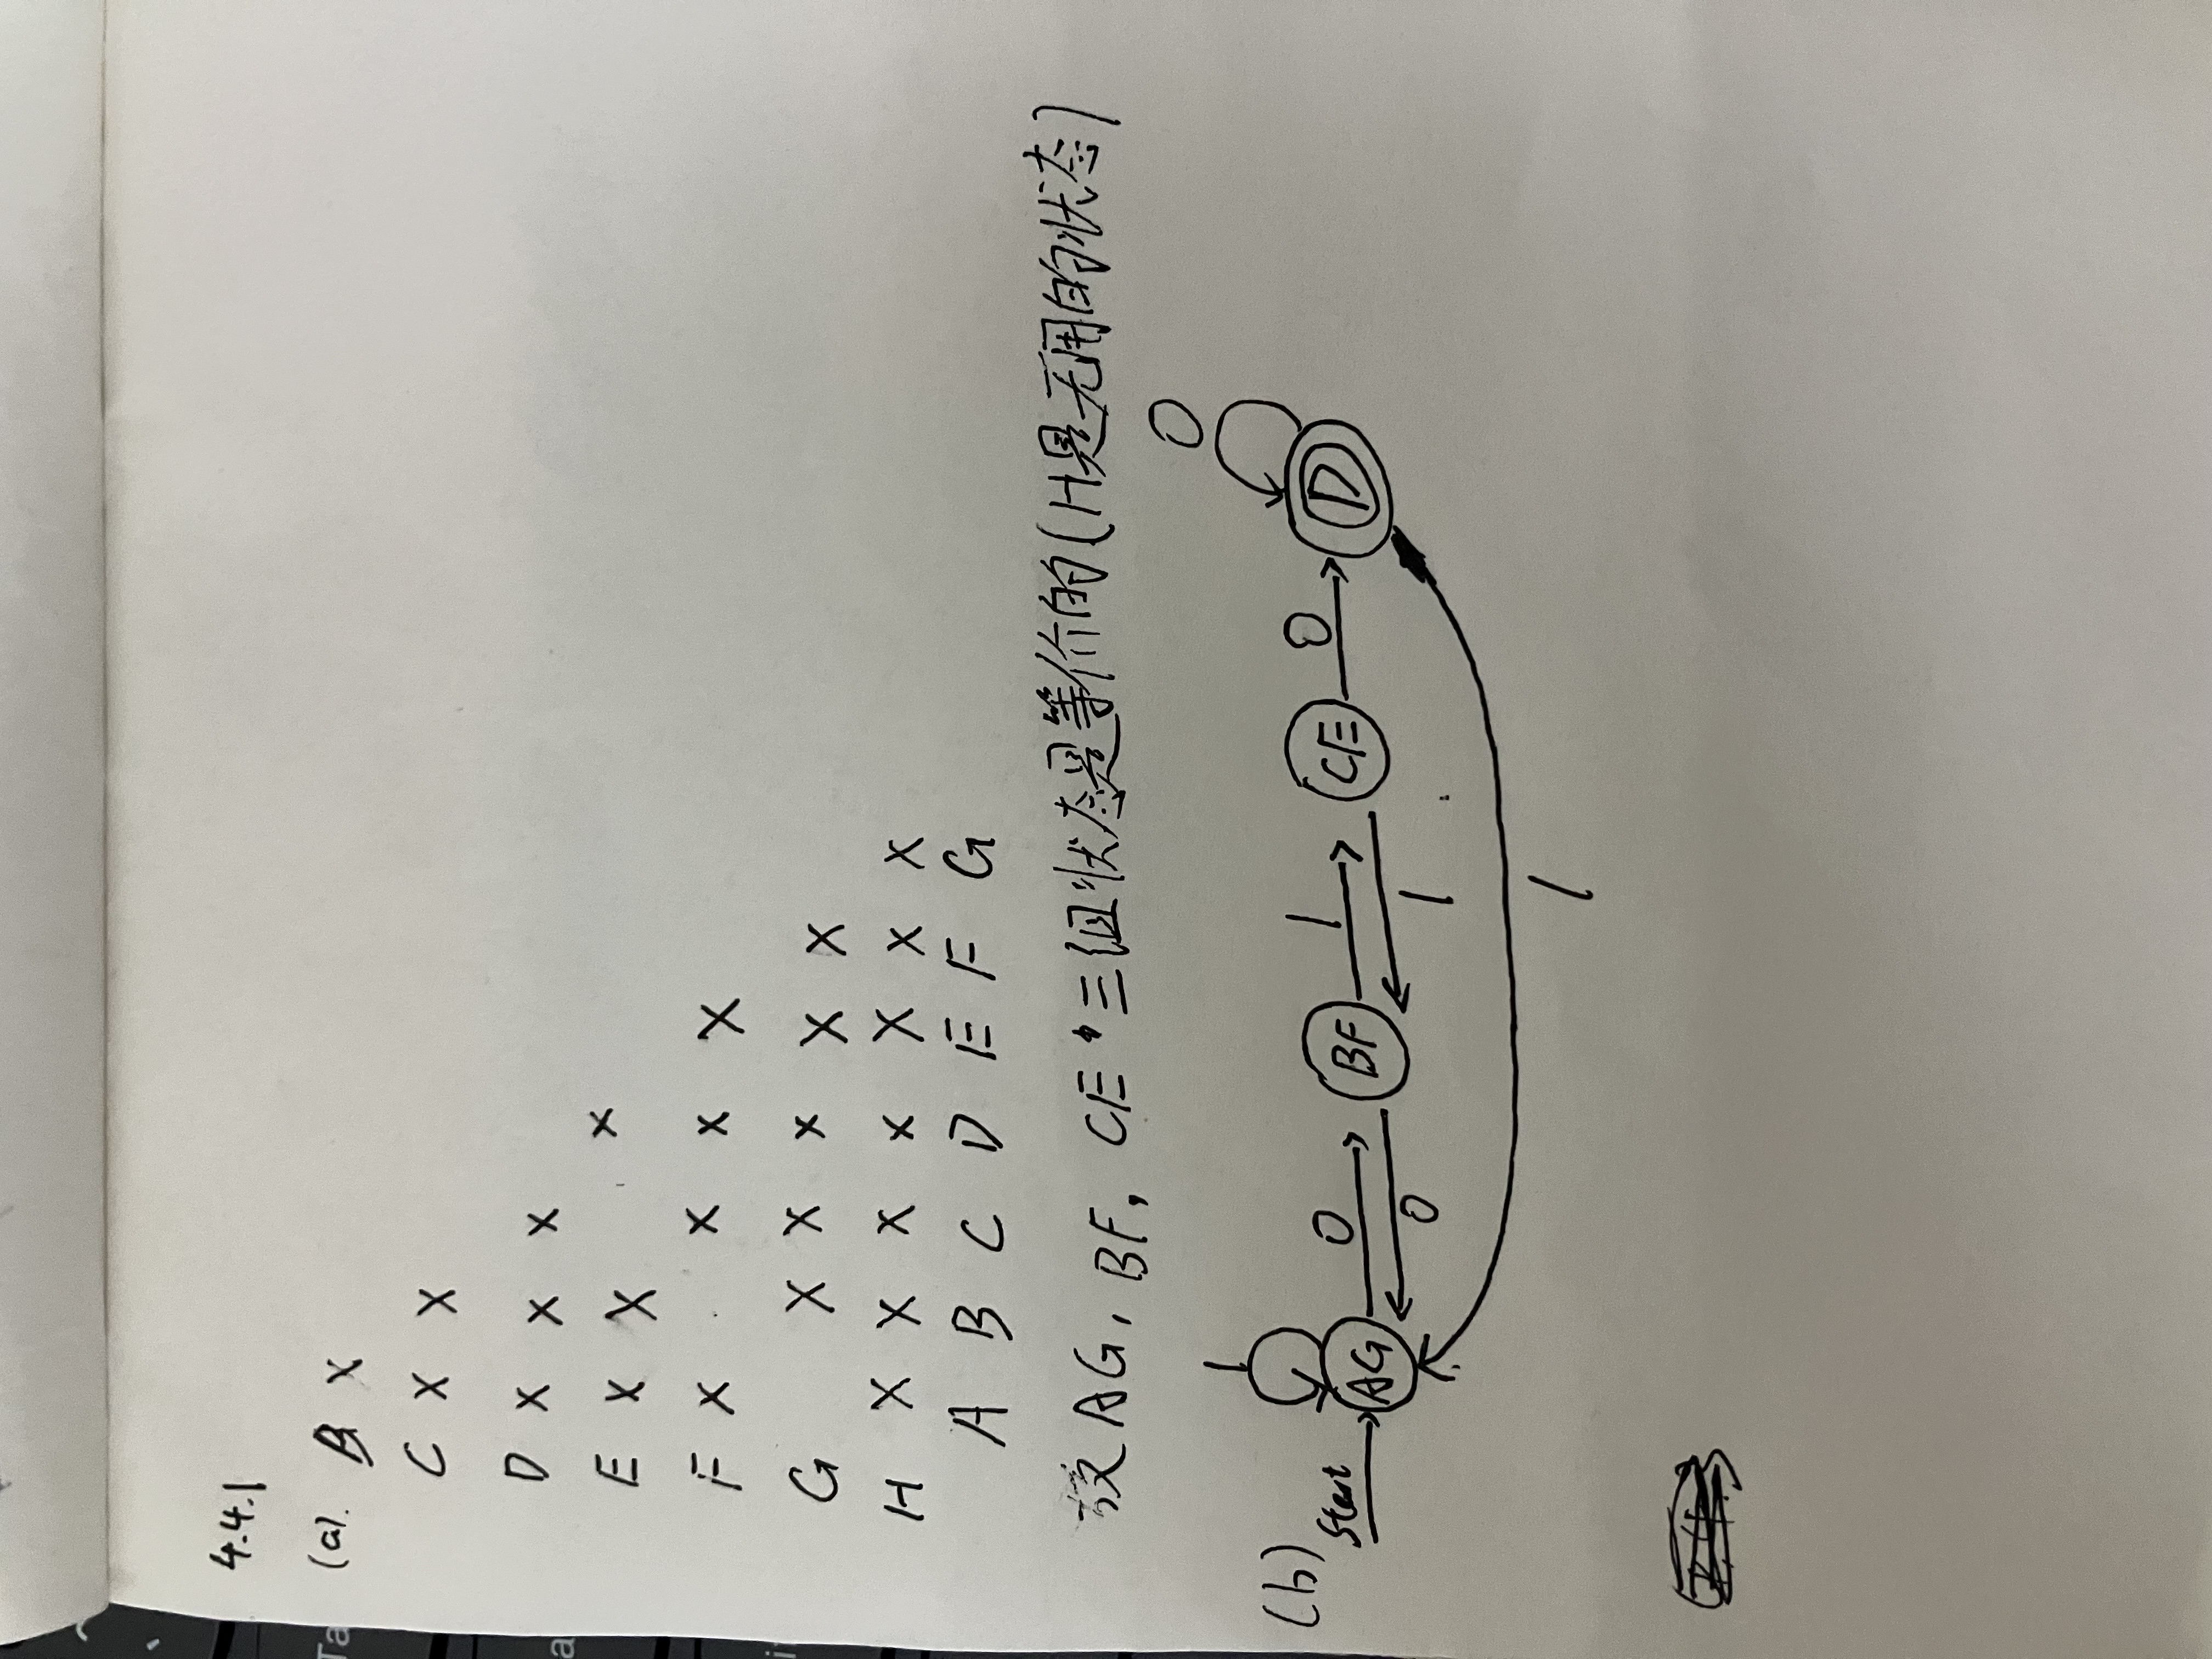 4.4.1
(a). B X
C X X
D X X X
E X X X
F X X X X
G X X X X X
H X X X X X X X
A B C D E F G
故 AG, BF, CE 三组状态是等价的(H是无用的状态)
0
1
(b) Start AG 0 BF 1 CE 0 D
0 1
1